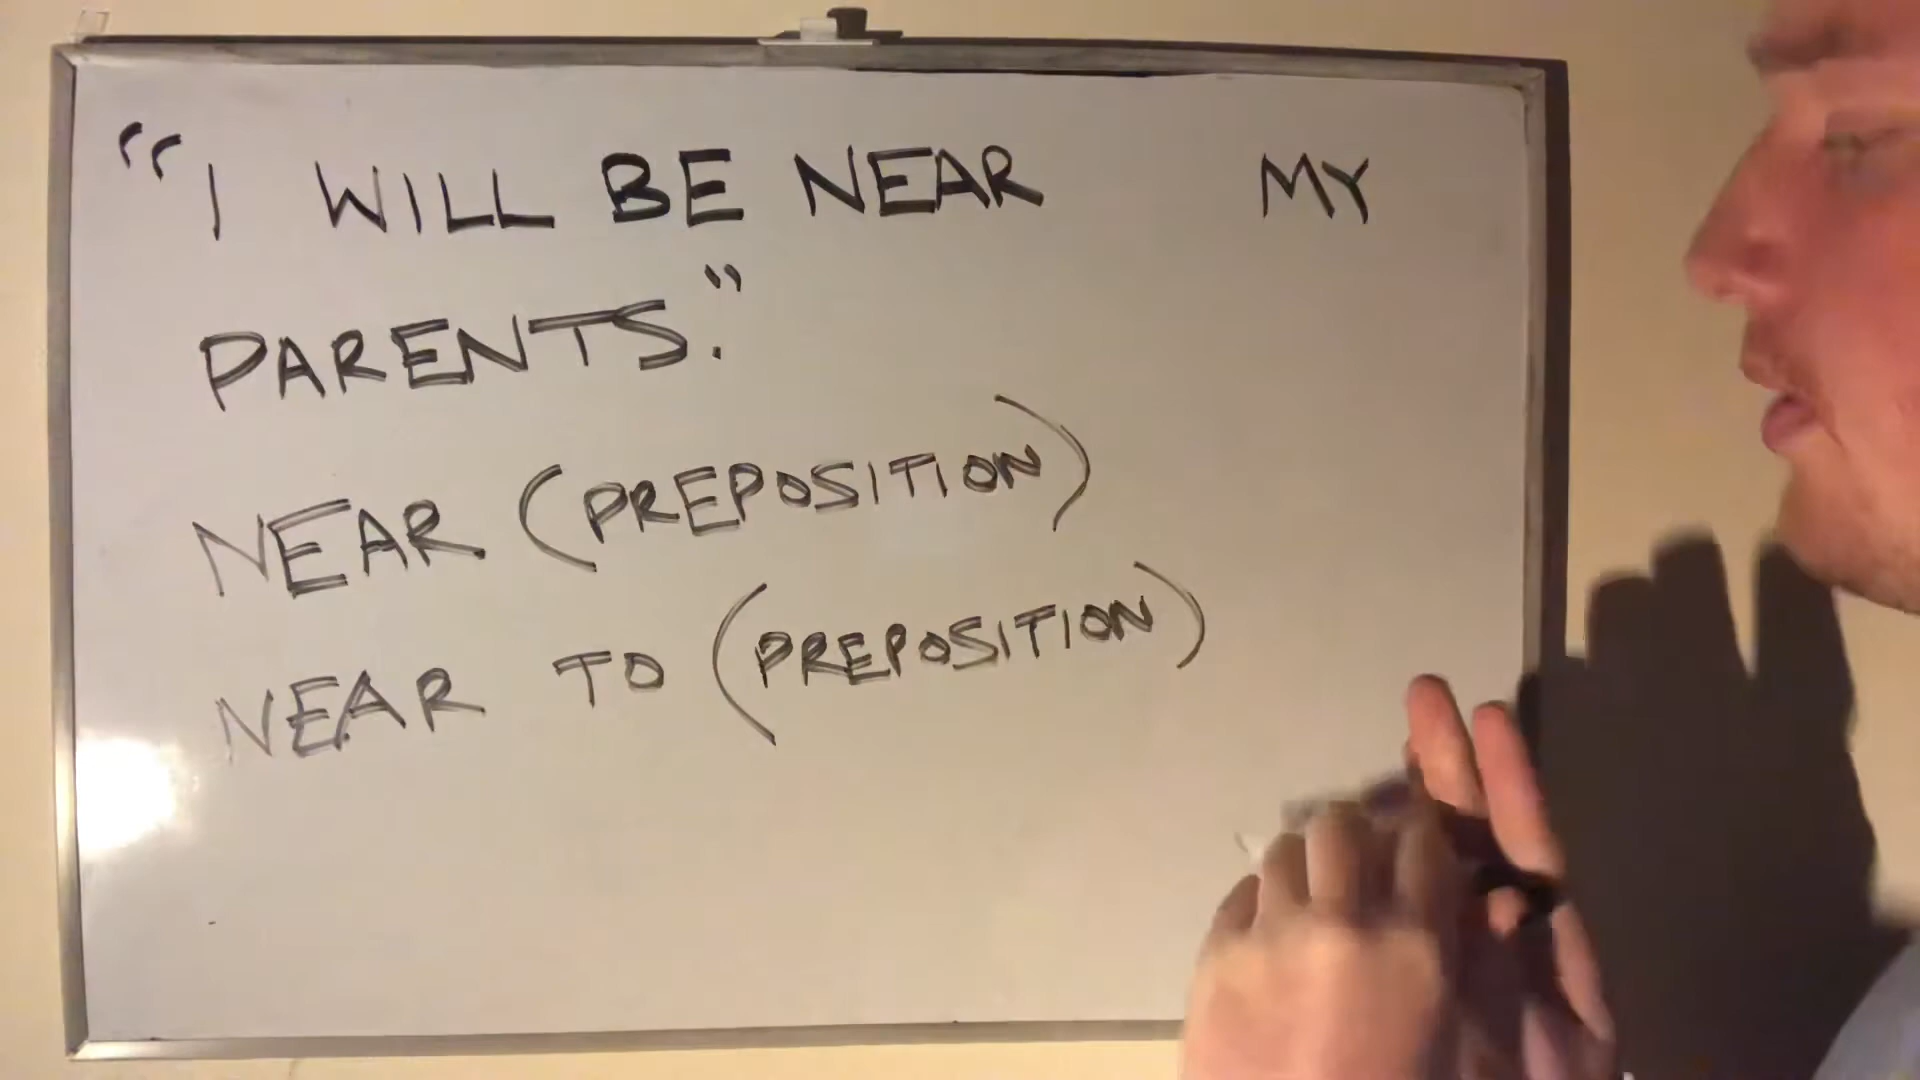 “I WILL BE NEAR MY
PARENTS.”
NEAR (PREPOSITION)
NEAR TO (PREPOSITION)